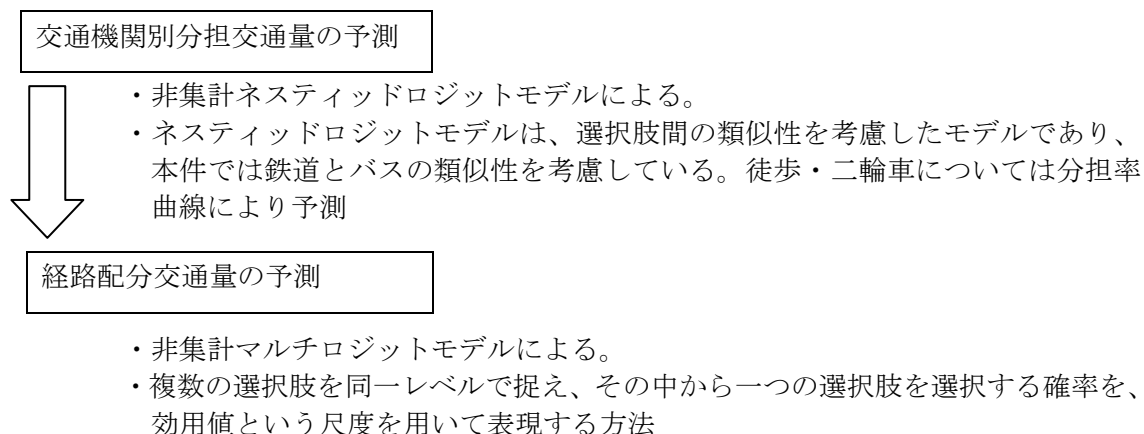 交通機関別分担交通量の予測
・非集計ネスティッドロジットモデルによる。
・ネスティッドロジットモデルは、選択肢間の類似性を考慮したモデルであり、
本件では鉄道とバスの類似性を考慮している。徒歩・二輪車については分担率
曲線により予測
経路配分交通量の予測
・非集計マルチロジットモデルによる。
・複数の選択肢を同一レベルで捉え、その中から一つの選択肢を選択する確率を、
効用値という尺度を用いて表現する方法